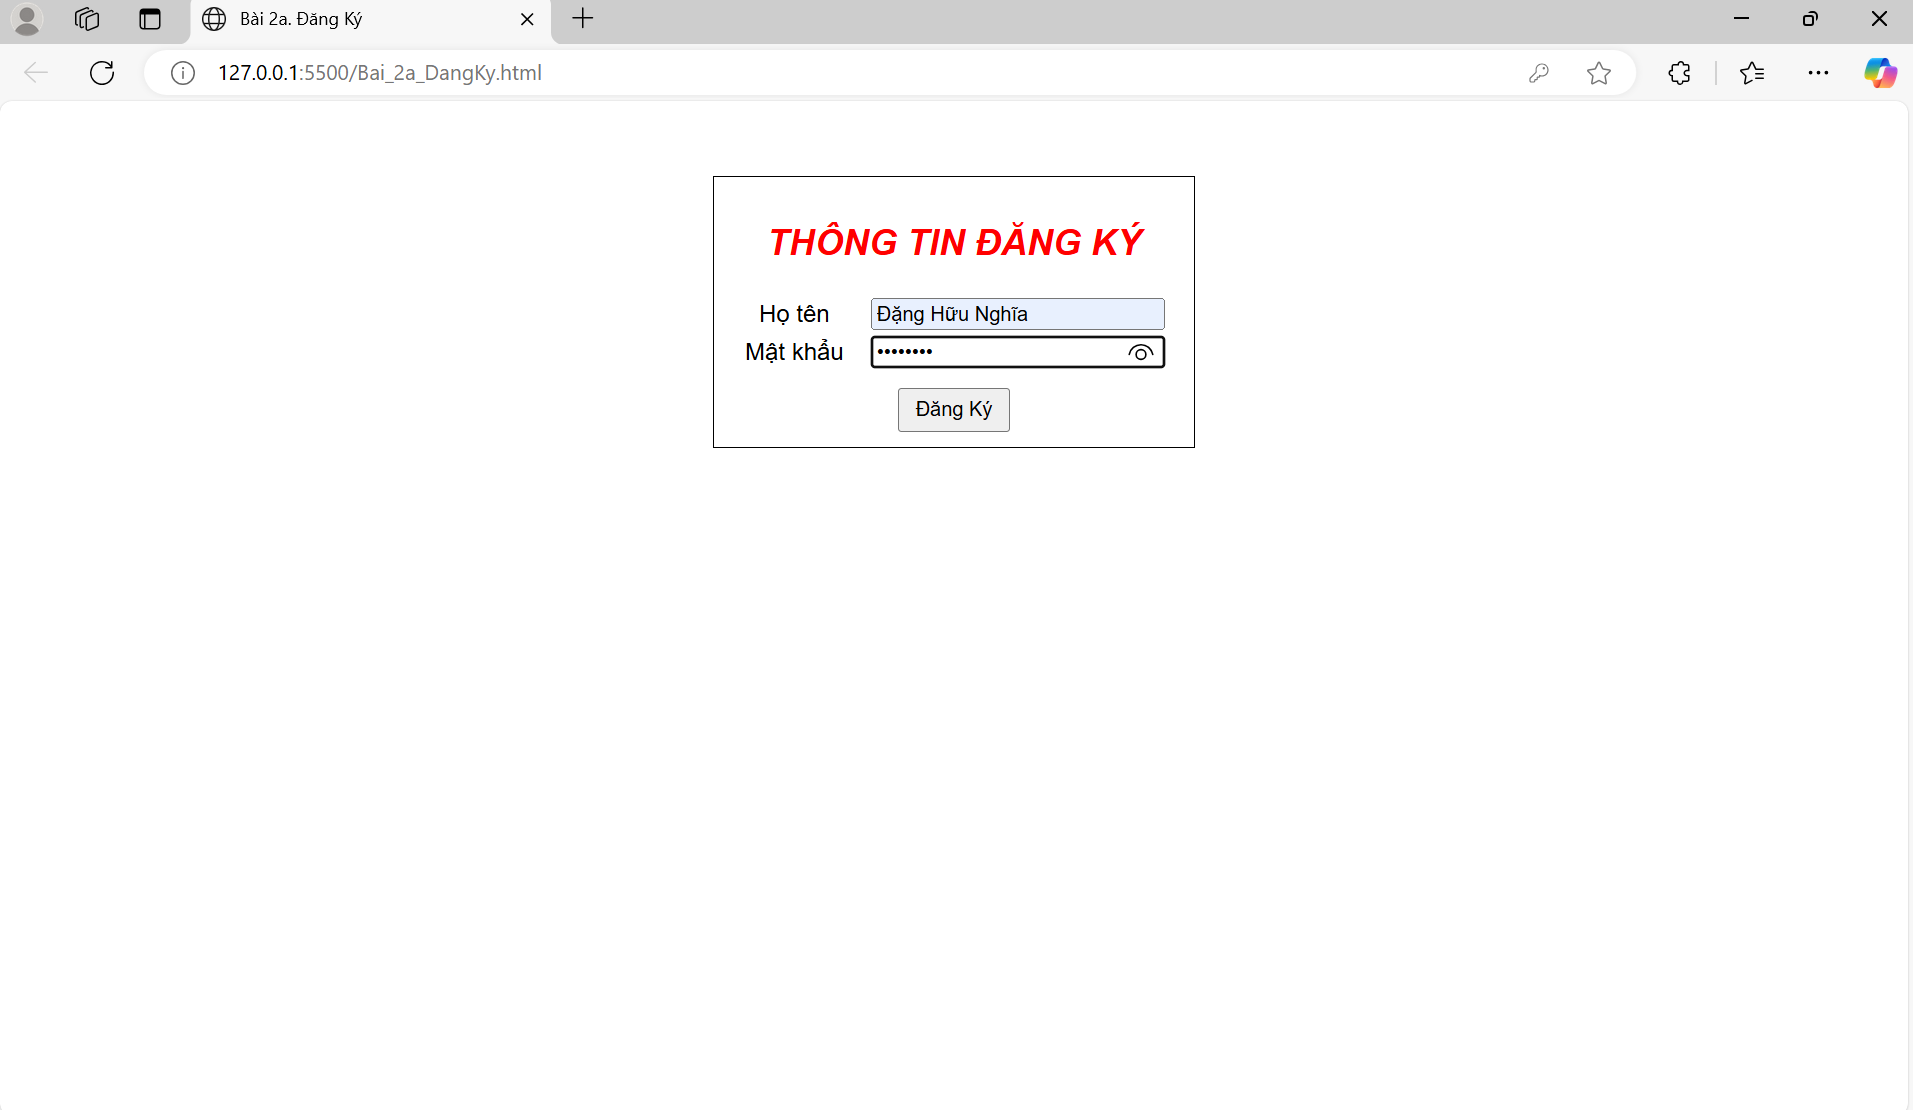 Bài 2a. Đăng Ký
127.0.0.1:5500/Bai_2a_DangKy.html
THÔNG TIN ĐĂNG KÝ
Họ tên Đặng Hữu Nghĩa
Mật khẩu ••••••••
Đăng Ký